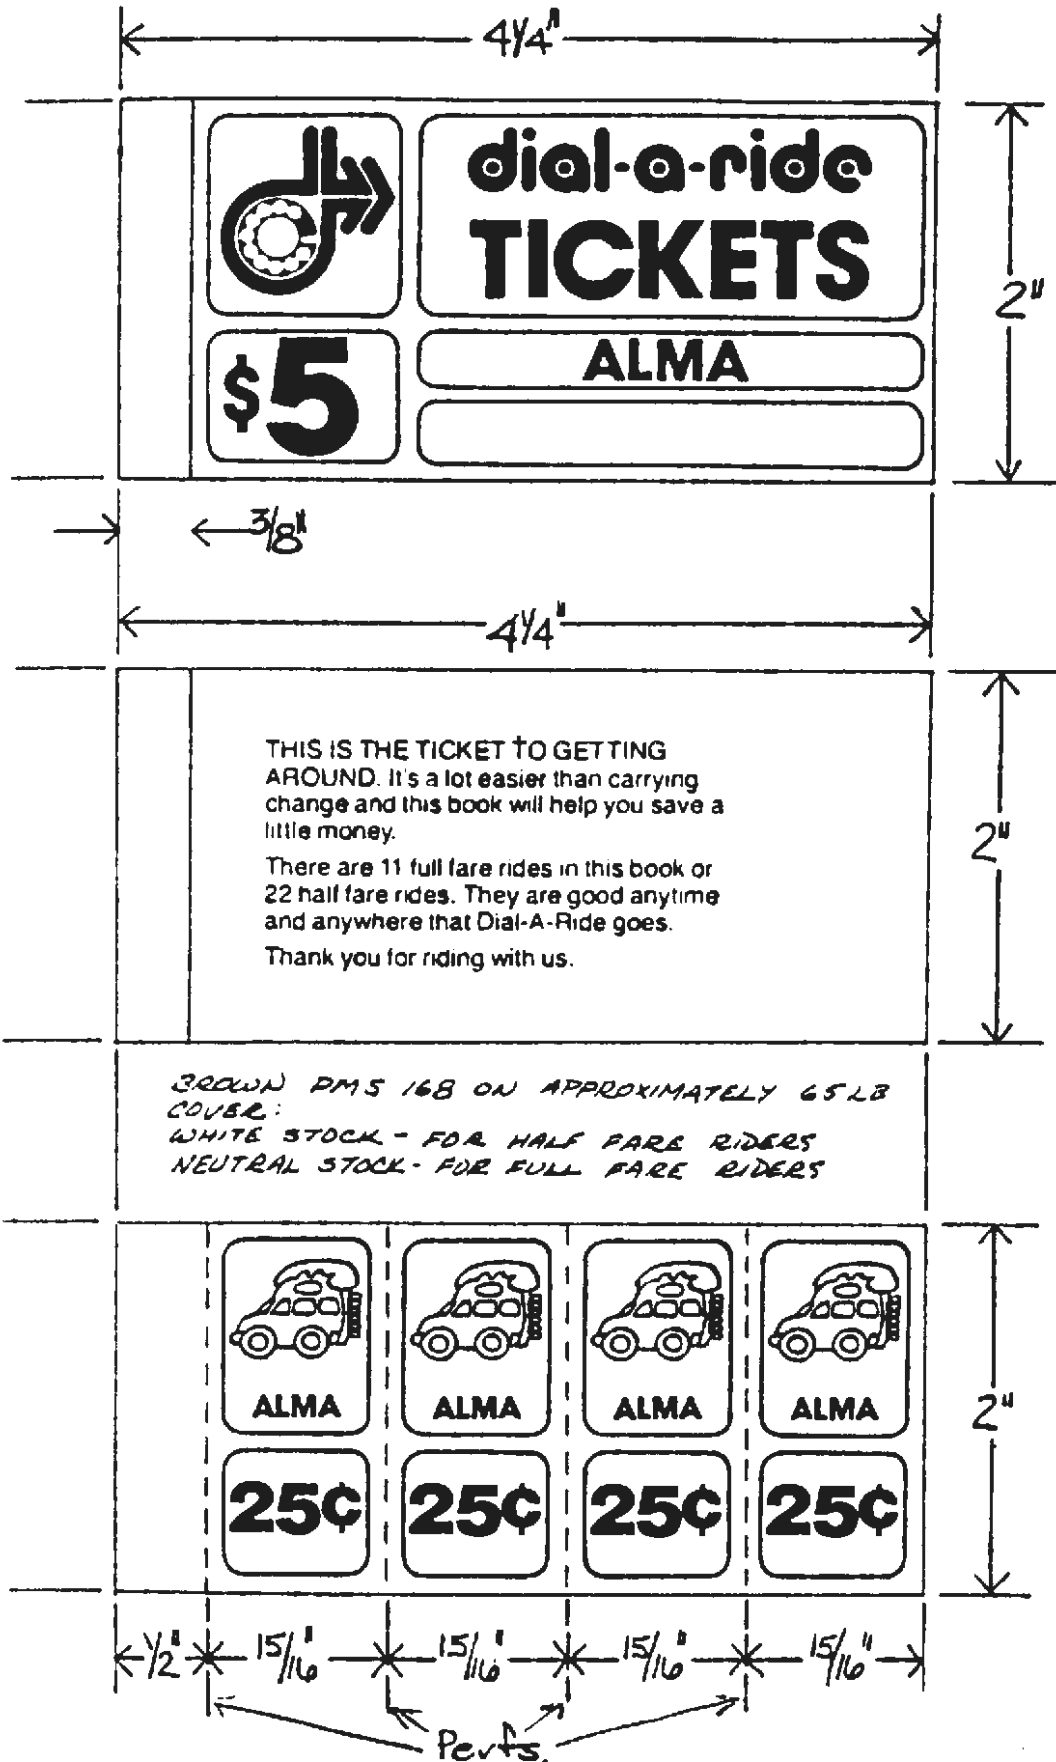 4 1/4"
dial-a-ride
TICKETS
2"
$5
ALMA
3/8"
4 1/4"
THIS IS THE TICKET TO GETTING
AROUND. It's a lot easier than carrying
change and this book will help you save a
little money.
There are 11 full fare rides in this book or
22 half fare rides. They are good anytime
and anywhere that Dial-A-Ride goes.
Thank you for riding with us.
2"
BROWN PMS 168 ON APPROXIMATELY 65 LB
COVER:
WHITE STOCK - FOR HALF FARE RIDERS
NEUTRAL STOCK - FOR FULL FARE RIDERS
ALMA ALMA ALMA ALMA
2"
25¢ 25¢ 25¢ 25¢
1/2" 15/16" 15/16" 15/16" 15/16"
Perfs.